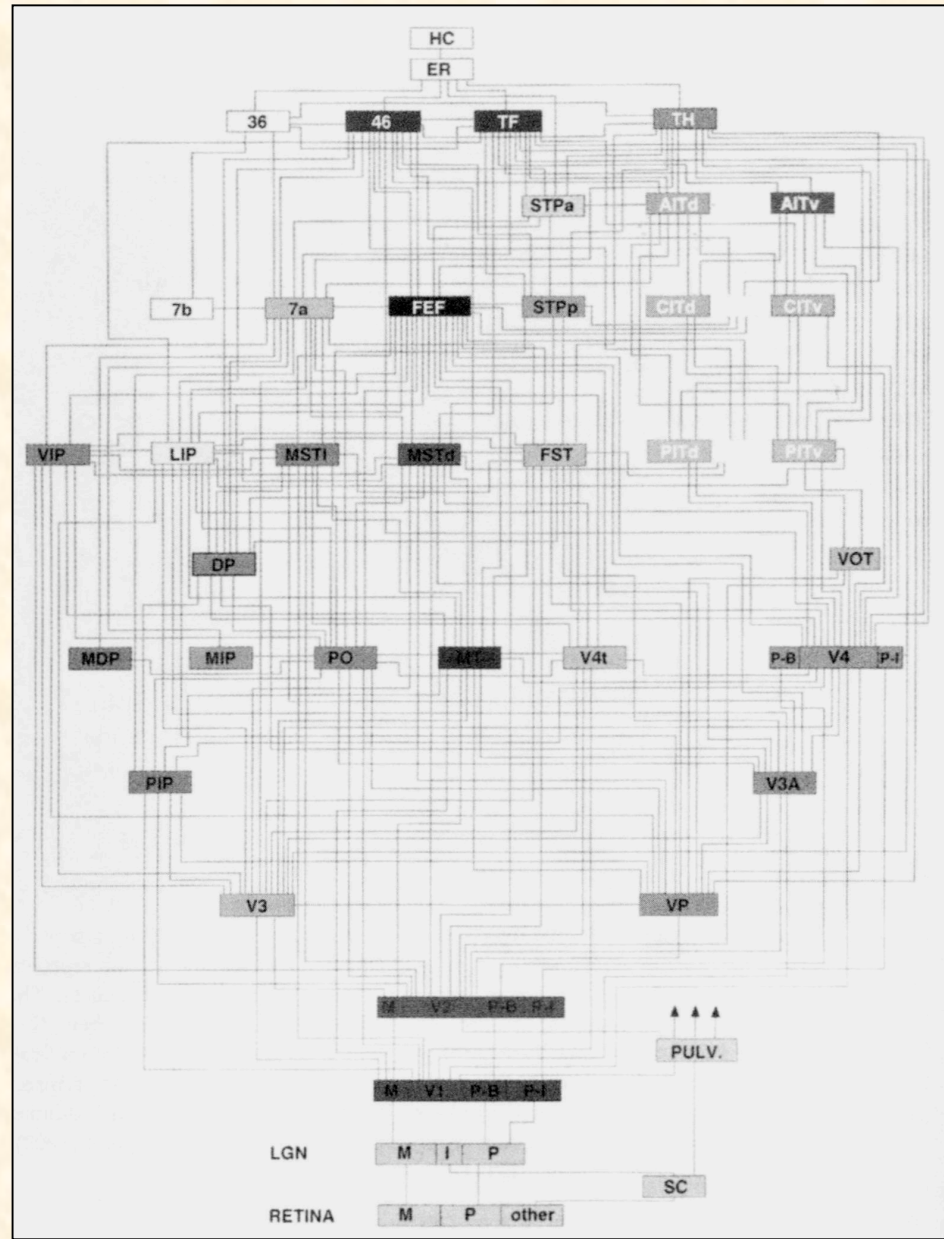 HC
ER
36 46 TF TH
STPa AITd AITv
7b 7a FEF STPp CITd CITv
VIP LIP MSTl MSTd FST PITd PITv
DP VOT
MDP MIP PO MT V4t P-B V4 P-I
PIP V3A
V3 VP
M V2 P-B P-I
PULV.
M V1 P-B P-I
LGN M I P
SC
RETINA M P other